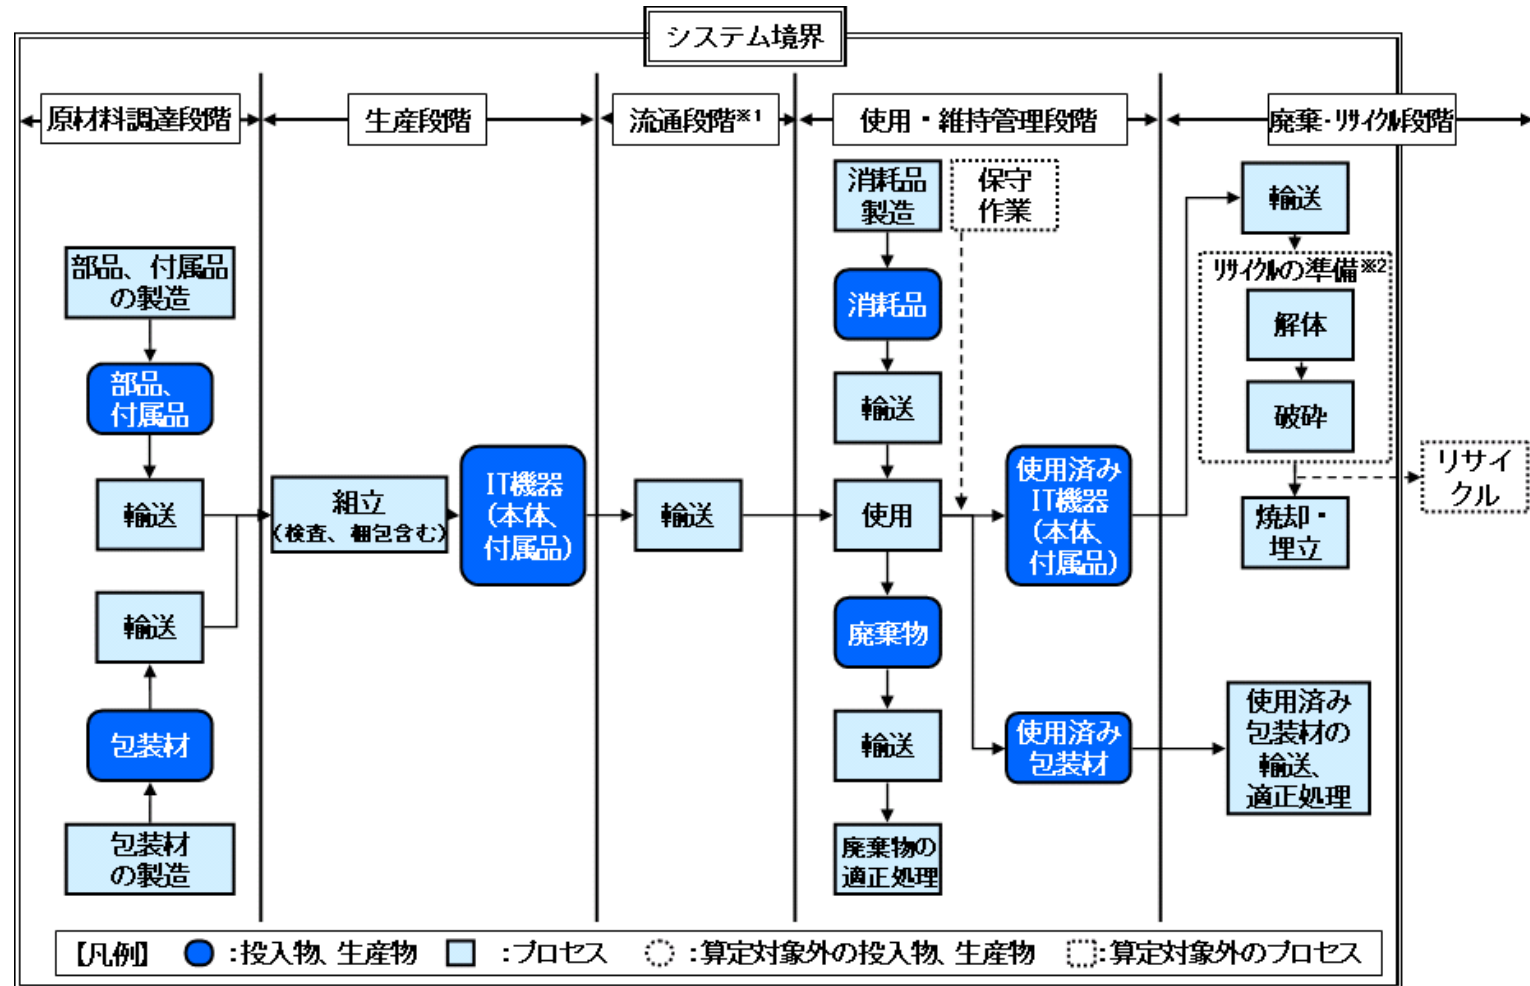 システム境界
原材料調達段階
生産段階
流通段階※1
使用・維持管理段階
廃棄・リサイクル段階
部品、付属品
の製造
部品、
付属品
輸送
輸送
包装材
包装材
の製造
組立
(検査、梱包含む)
IT機器
(本体、
付属品)
輸送
消耗品
製造
保守
作業
消耗品
輸送
使用
廃棄物
輸送
廃棄物の
適正処理
使用済み
IT機器
(本体、
付属品)
使用済み
包装材
輸送
リサイクルの準備※2
解体
破砕
リサイ
クル
焼却・
埋立
使用済み
包装材の
輸送、
適正処理
【凡例】 :投入物、生産物 :プロセス :算定対象外の投入物、生産物 :算定対象外のプロセス